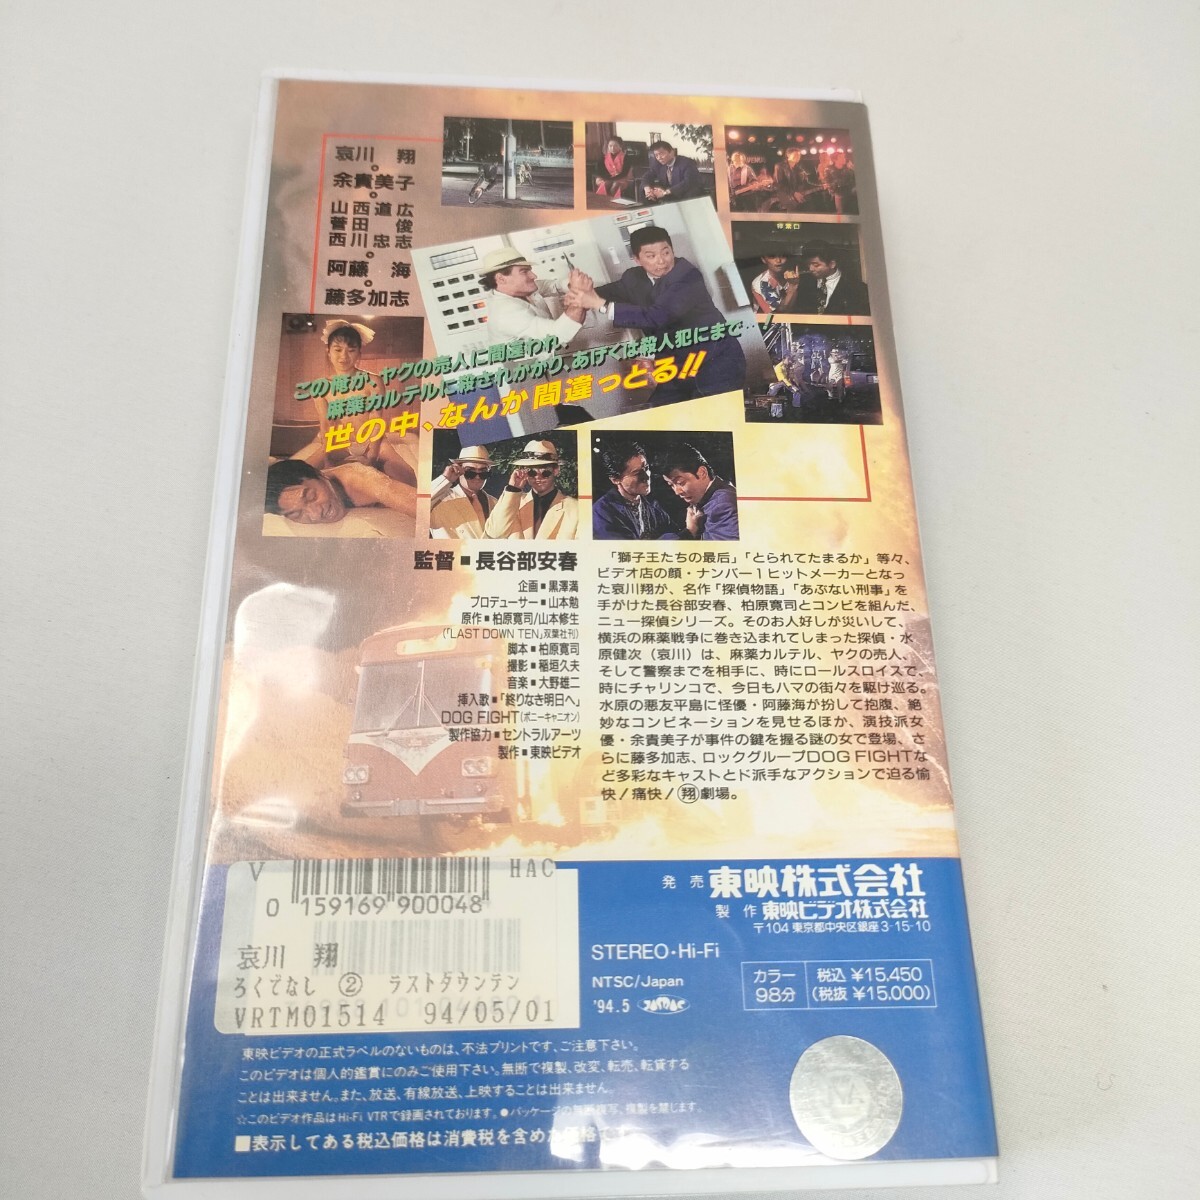 哀川 翔
余貴美子
山西道広
菅田 俊
西川忠志
阿藤 海
藤多加志
非常口
この俺が、ヤクの売人に間違われ、
麻薬カルテルに殺されかかり、あげくは殺人犯にまで…!
世の中、なんか間違っとる!!
監督■長谷部安春
企画■黒澤満
プロデューサー■山本勉
原作■柏原寛司/山本修生
(「LAST DOWN TEN」双葉社刊)
脚本■柏原寛司
撮影■稲垣久夫
音楽■大野雄二
挿入歌■「終りなき明日へ」
DOG FIGHT(ポニーキャニオン)
製作協力■セントラルアーツ
製作■東映ビデオ
「獅子王たちの最后」「とられてたまるか」等々、
ビデオ店の顔・ナンバー1ヒットメーカーとなっ
た哀川翔が、名作「探偵物語」「あぶない刑事」を
手がけた長谷部安春、柏原寛司とコンビを組んだ、
ニュー探偵シリーズ。そのお人好しが災いして、
横浜の麻薬戦争に巻き込まれてしまった探偵・水
原健次(哀川)は、麻薬カルテル、ヤクの売人、
そして警察までを相手に、時にロールスロイスで、
時にチャリンコで、今日もハマの街々を駆け巡る。
水原の悪友平島に怪優・阿藤海が扮して抱腹、絶
妙なコンビネーションを見せるほか、演技派女
優・余貴美子が事件の鍵を握る謎の女で登場、さ
らに藤多加志、ロックグループDOG FIGHTな
ど多彩なキャストとド派手なアクションで迫る愉
快!痛快!翔劇場。
V HAC
0 159169 900048
哀川 翔
ろくでなし ② ラストダウンテン
VRTM01514 94/05/01
発売 東映株式会社
製作 東映ビデオ株式会社
〒104 東京都中央区銀座3-15-10
STEREO・Hi-Fi
NTSC/Japan
'94.5
カラー
98分
税込 ¥15,450
(税抜 ¥15,000)
東映ビデオの正式ラベルのないものは、不法プリントです、ご注意下さい。
このビデオは個人的鑑賞にのみご使用下さい。無断で複製、改変、転売、転貸する
ことは出来ません。また、放送、有線放送、上映することは出来ません。
☆このビデオ作品はHi-Fi VTRで録画されております。●パッケージの無断複写、複製を禁じます。
■表示してある税込価格は消費税を含めた価格です。